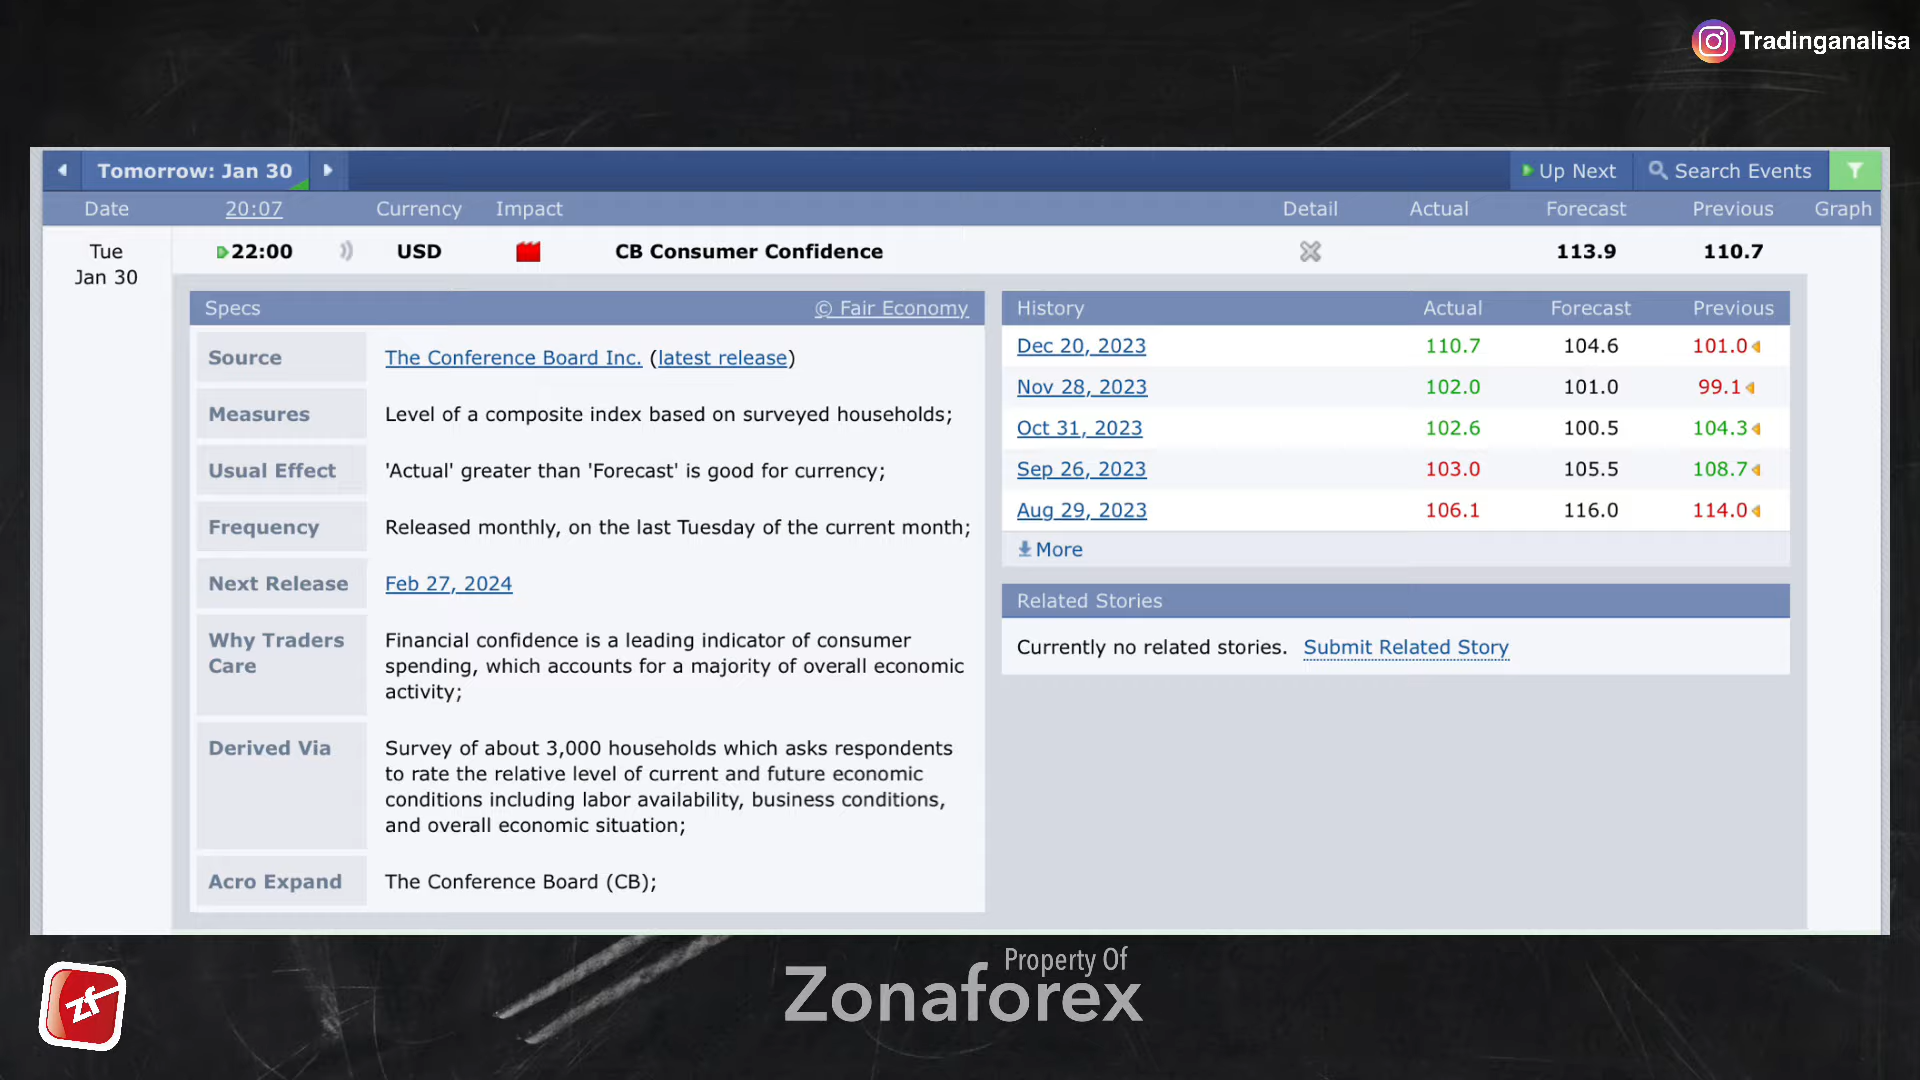 Tradinganalisa
Tomorrow: Jan 30
Up Next
Search Events
Date 20:07 Currency Impact Detail Actual Forecast Previous Graph
Tue 22:00 USD CB Consumer Confidence 113.9 110.7
Jan 30
Specs © Fair Economy
Source The Conference Board Inc. (latest release)
Measures Level of a composite index based on surveyed households;
Usual Effect 'Actual' greater than 'Forecast' is good for currency;
Frequency Released monthly, on the last Tuesday of the current month;
Next Release Feb 27, 2024
Why Traders Financial confidence is a leading indicator of consumer
Care spending, which accounts for a majority of overall economic
activity;
Derived Via Survey of about 3,000 households which asks respondents
to rate the relative level of current and future economic
conditions including labor availability, business conditions,
and overall economic situation;
Acro Expand The Conference Board (CB);
History Actual Forecast Previous
Dec 20, 2023 110.7 104.6 101.0
Nov 28, 2023 102.0 101.0 99.1
Oct 31, 2023 102.6 100.5 104.3
Sep 26, 2023 103.0 105.5 108.7
Aug 29, 2023 106.1 116.0 114.0
More
Related Stories
Currently no related stories. Submit Related Story
zf
Property Of
Zonaforex